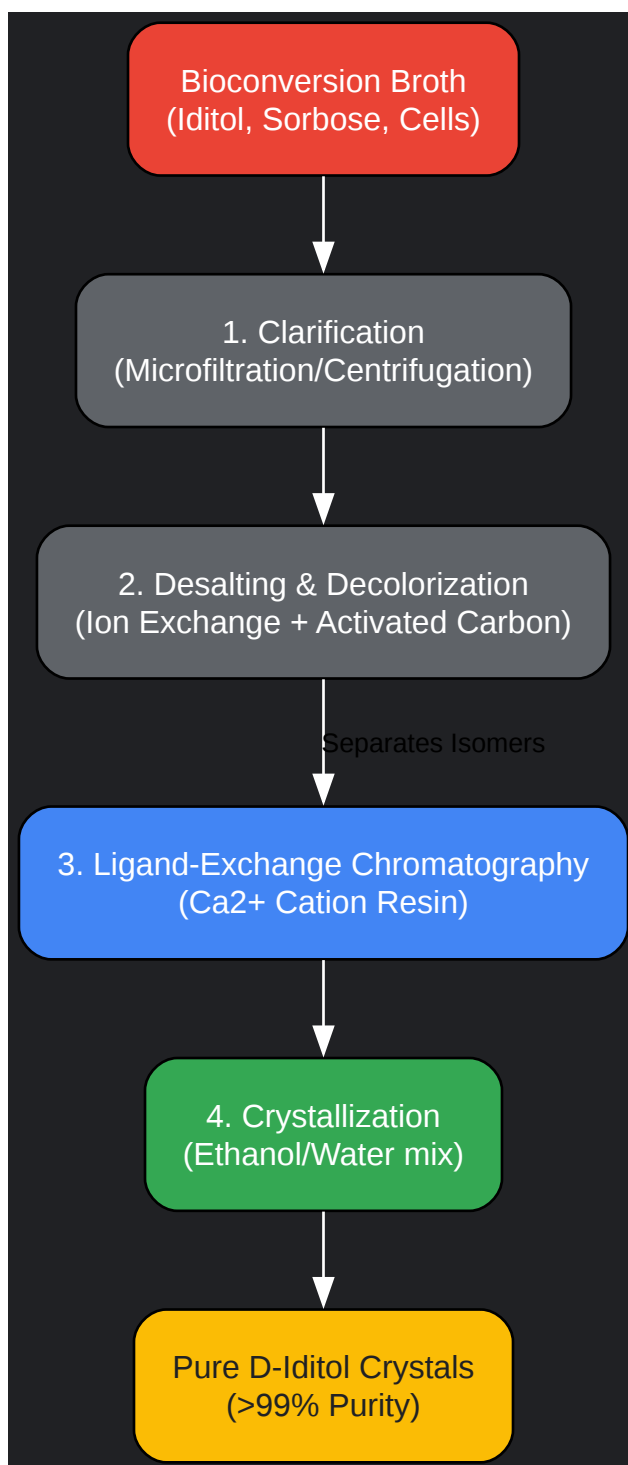 Bioconversion Broth
(Iditol, Sorbose, Cells)
1. Clarification
(Microfiltration/Centrifugation)
2. Desalting & Decolorization
(Ion Exchange + Activated Carbon)
Separates Isomers
3. Ligand-Exchange Chromatography
(Ca2+ Cation Resin)
4. Crystallization
(Ethanol/Water mix)
Pure D-Iditol Crystals
(>99% Purity)